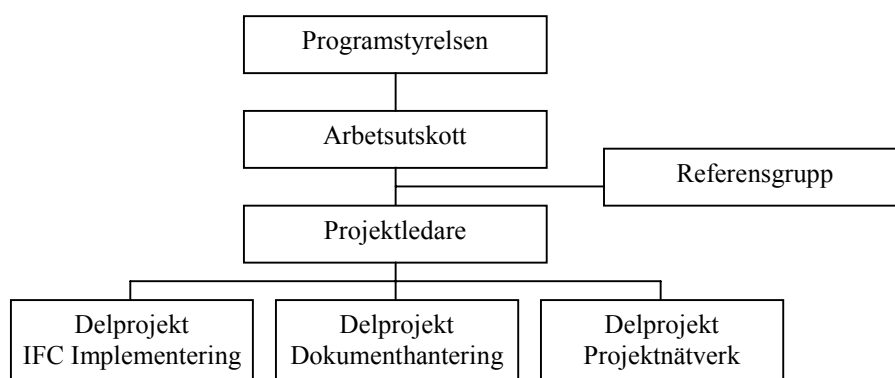 Programstyrelsen
Arbetsutskott
Referensgrupp
Projektledare
Delprojekt
IFC Implementering
Delprojekt
Dokumenthantering
Delprojekt
Projektnätverk